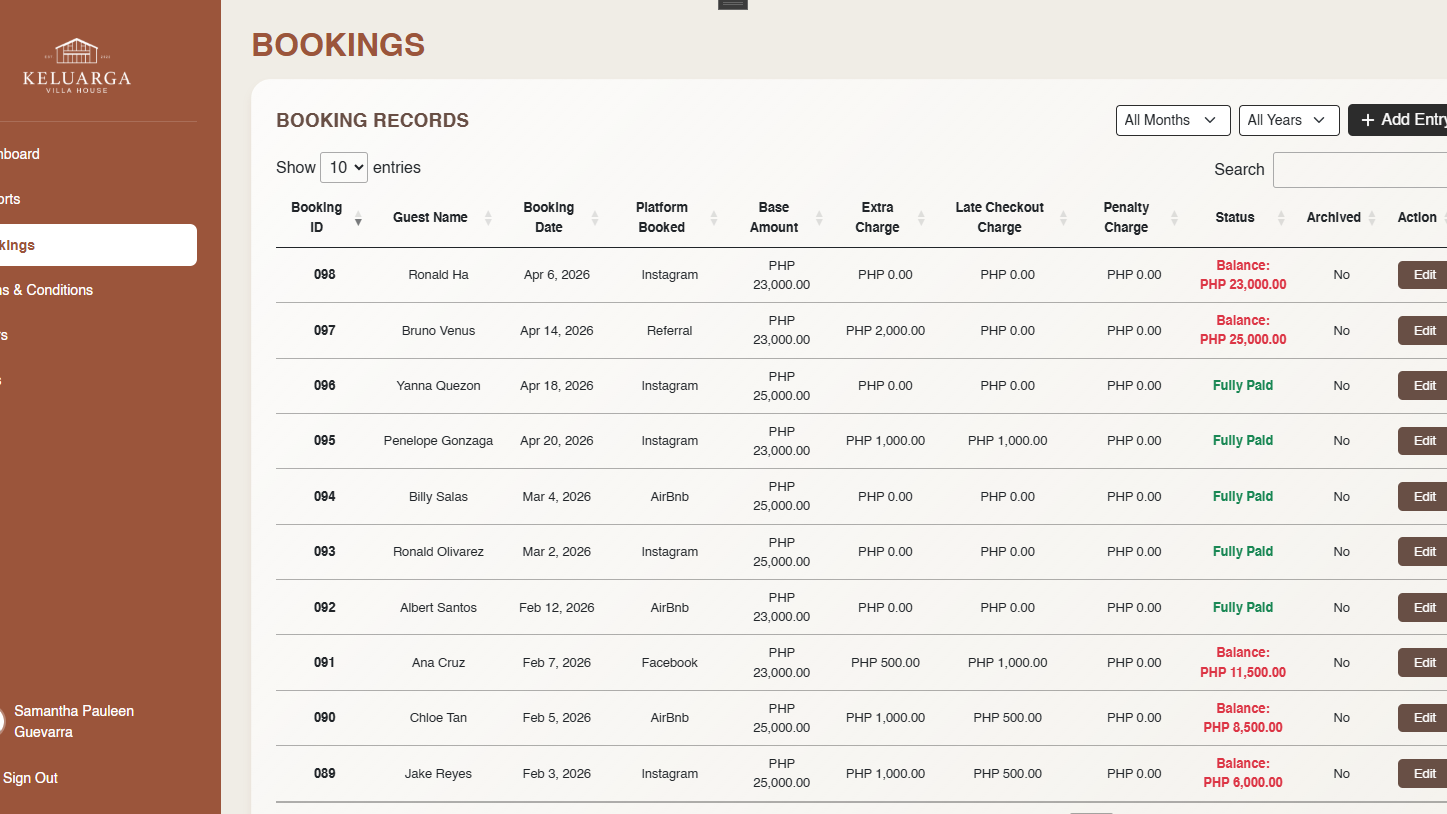 KELUARGA
VILLA HOUSE
nboard
orts
kings
ns & Conditions
s
s
Samantha Pauleen
Guevarra
Sign Out
BOOKINGS
BOOKING RECORDS
All Months All Years + Add Entry
Show 10 entries Search
Booking ID Guest Name Booking Date Platform Booked Base Amount Extra Charge Late Checkout Charge Penalty Charge Status Archived Action
098 Ronald Ha Apr 6, 2026 Instagram PHP 23,000.00 PHP 0.00 PHP 0.00 PHP 0.00 Balance: PHP 23,000.00 No Edit
097 Bruno Venus Apr 14, 2026 Referral PHP 23,000.00 PHP 2,000.00 PHP 0.00 PHP 0.00 Balance: PHP 25,000.00 No Edit
096 Yanna Quezon Apr 18, 2026 Instagram PHP 25,000.00 PHP 0.00 PHP 0.00 PHP 0.00 Fully Paid No Edit
095 Penelope Gonzaga Apr 20, 2026 Instagram PHP 23,000.00 PHP 1,000.00 PHP 1,000.00 PHP 0.00 Fully Paid No Edit
094 Billy Salas Mar 4, 2026 AirBnb PHP 25,000.00 PHP 0.00 PHP 0.00 PHP 0.00 Fully Paid No Edit
093 Ronald Olivarez Mar 2, 2026 Instagram PHP 25,000.00 PHP 0.00 PHP 0.00 PHP 0.00 Fully Paid No Edit
092 Albert Santos Feb 12, 2026 AirBnb PHP 23,000.00 PHP 0.00 PHP 0.00 PHP 0.00 Fully Paid No Edit
091 Ana Cruz Feb 7, 2026 Facebook PHP 23,000.00 PHP 500.00 PHP 1,000.00 PHP 0.00 Balance: PHP 11,500.00 No Edit
090 Chloe Tan Feb 5, 2026 AirBnb PHP 25,000.00 PHP 1,000.00 PHP 500.00 PHP 0.00 Balance: PHP 8,500.00 No Edit
089 Jake Reyes Feb 3, 2026 Instagram PHP 25,000.00 PHP 1,000.00 PHP 500.00 PHP 0.00 Balance: PHP 6,000.00 No Edit